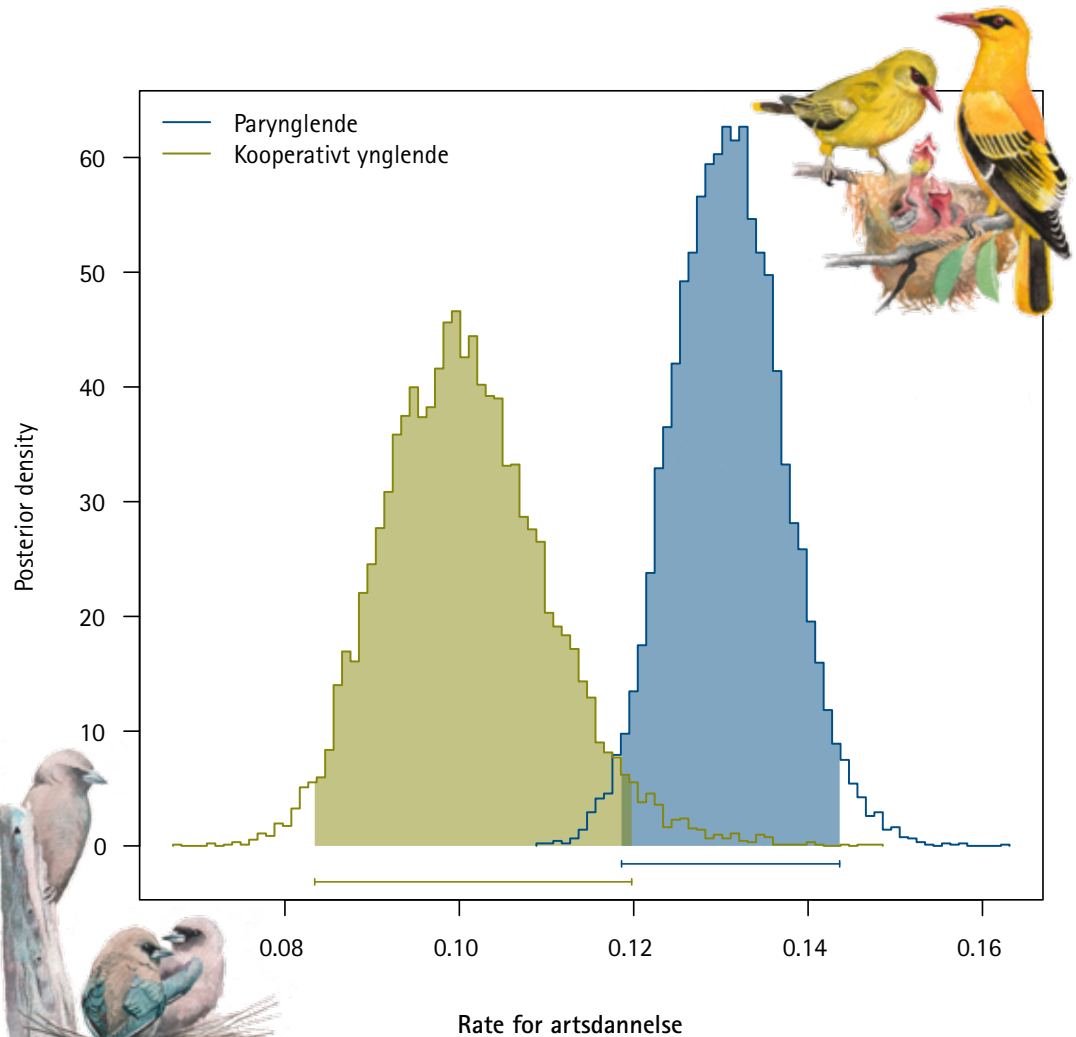 Parynglende
Kooperativt ynglende
60
50
40
30
20
10
0
Posterior density
0.08 0.10 0.12 0.14 0.16
Rate for artsdannelse